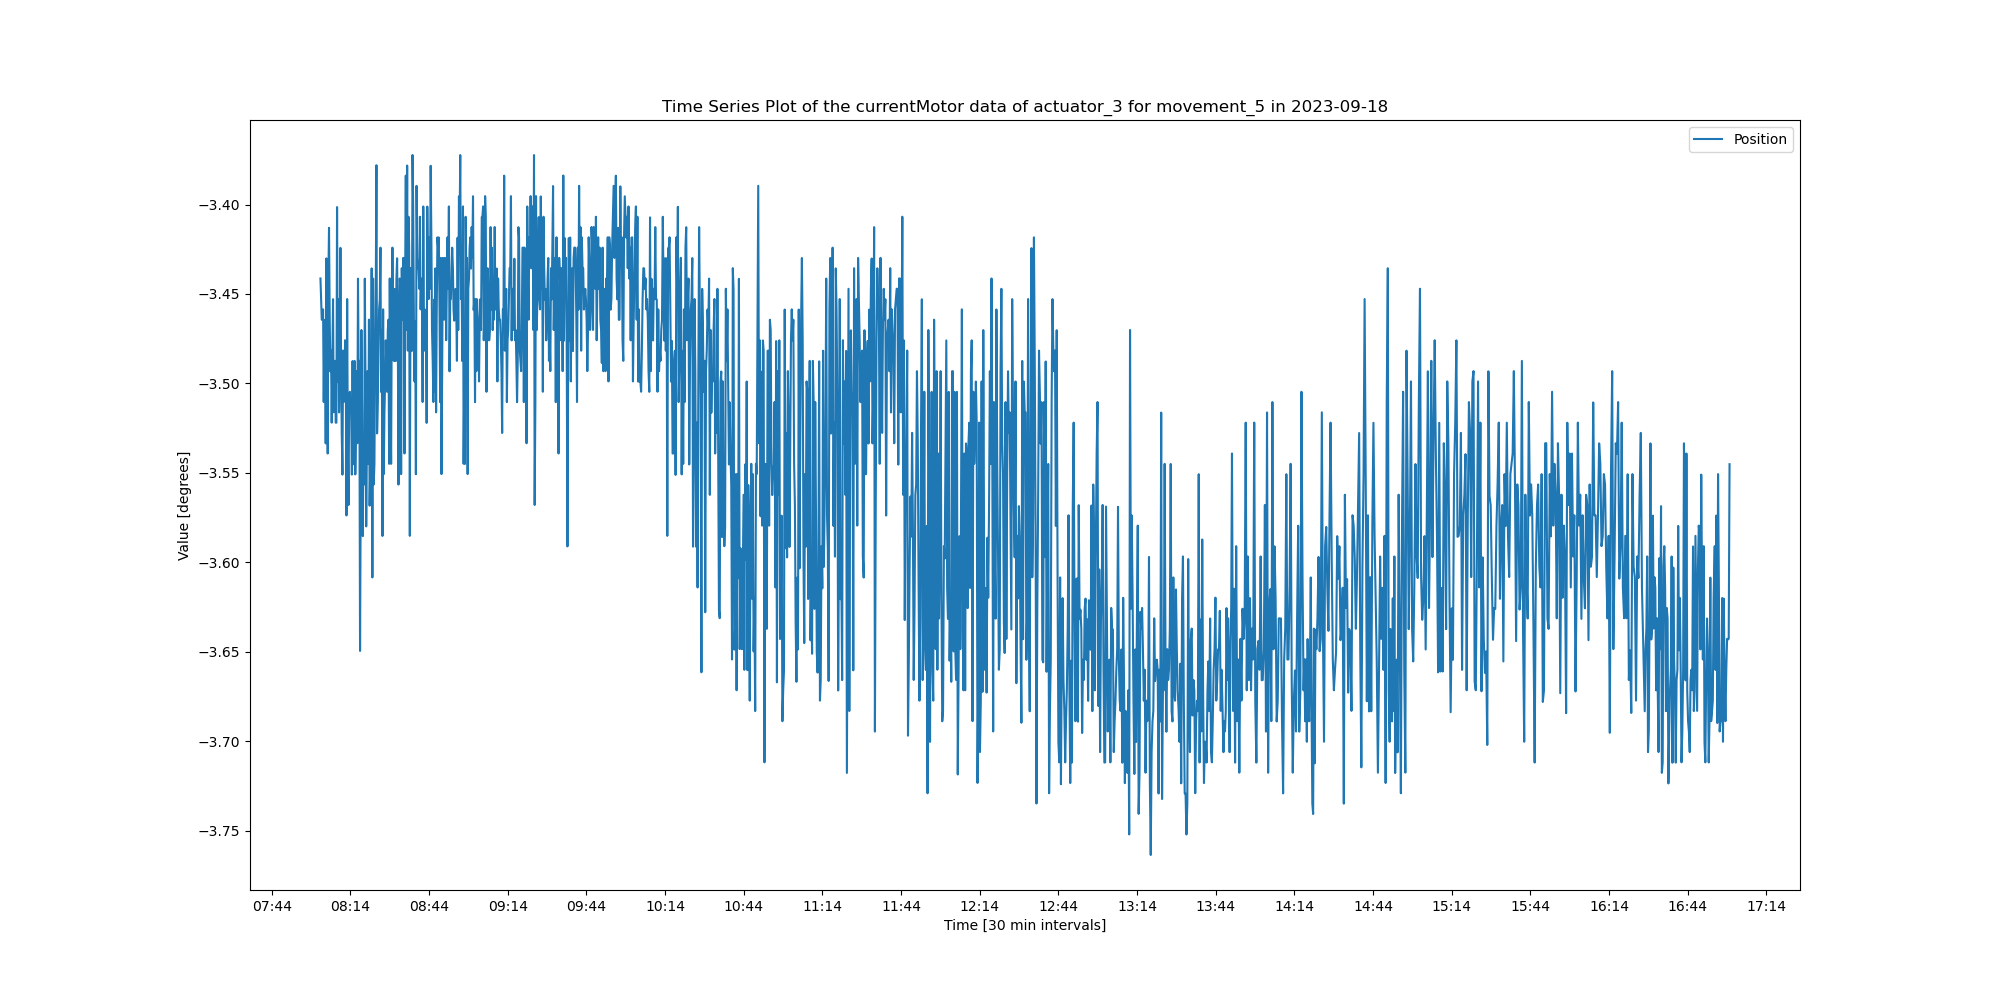 Time Series Plot of the currentMotor data of actuator_3 for movement_5 in 2023-09-18
Position
−3.40
−3.45
−3.50
−3.55
−3.60
−3.65
−3.70
−3.75
Value [degrees]
07:44 08:14 08:44 09:14 09:44 10:14 10:44 11:14 11:44 12:14 12:44 13:14 13:44 14:14 14:44 15:14 15:44 16:14 16:44 17:14
Time [30 min intervals]